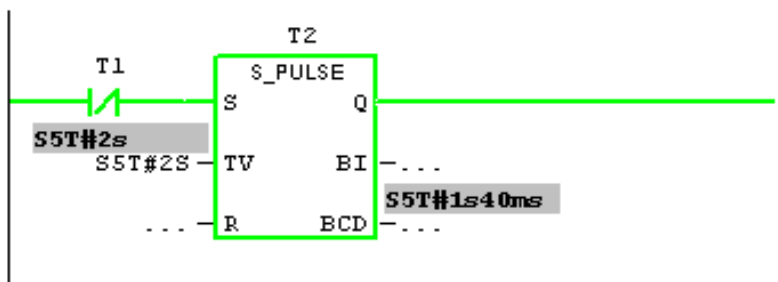 T2
T1
S_PULSE
S Q
S5T#2s
S5T#2S TV BI ...
S5T#1s40ms
... R BCD ...